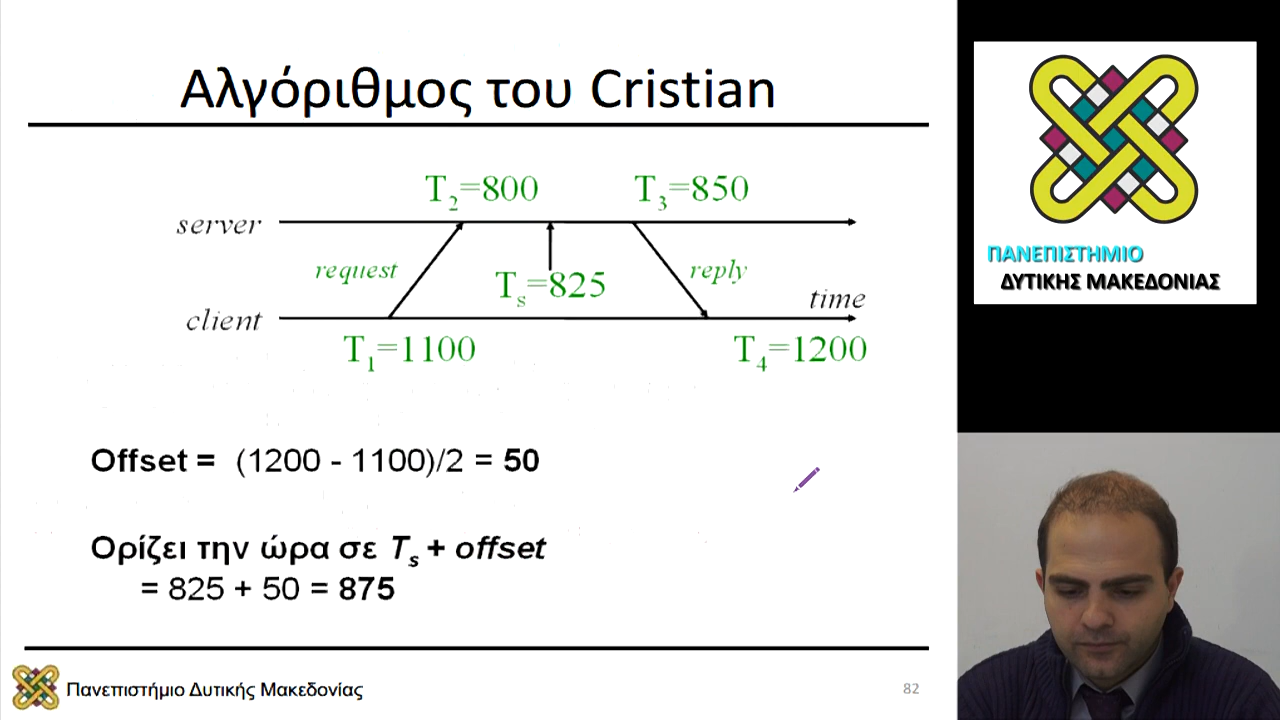 Αλγόριθμος του Cristian
T2=800
T3=850
server
request
Ts=825
reply
time
client
T1=1100
T4=1200
Offset = (1200 - 1100)/2 = 50
Ορίζει την ώρα σε Ts + offset
= 825 + 50 = 875
Πανεπιστήμιο Δυτικής Μακεδονίας
82
ΠΑΝΕΠΙΣΤΗΜΙΟ
ΔΥΤΙΚΗΣ ΜΑΚΕΔΟΝΙΑΣ